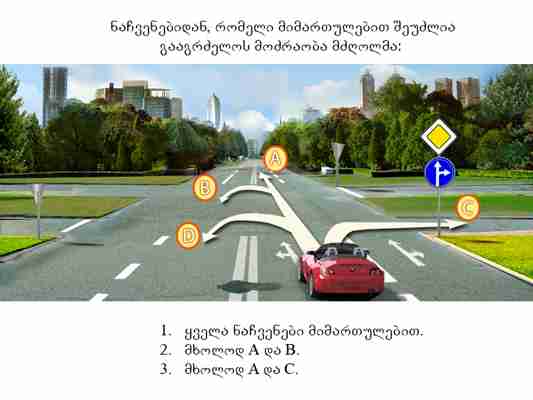 ნაჩვენებიდან, რომელი მიმართულებით შეუძლია
გააგრძელოს მოძრაობა მძღოლმა:
A
B
C
D
1. ყველა ნაჩვენები მიმართულებით.
2. მხოლოდ A და B.
3. მხოლოდ A და C.